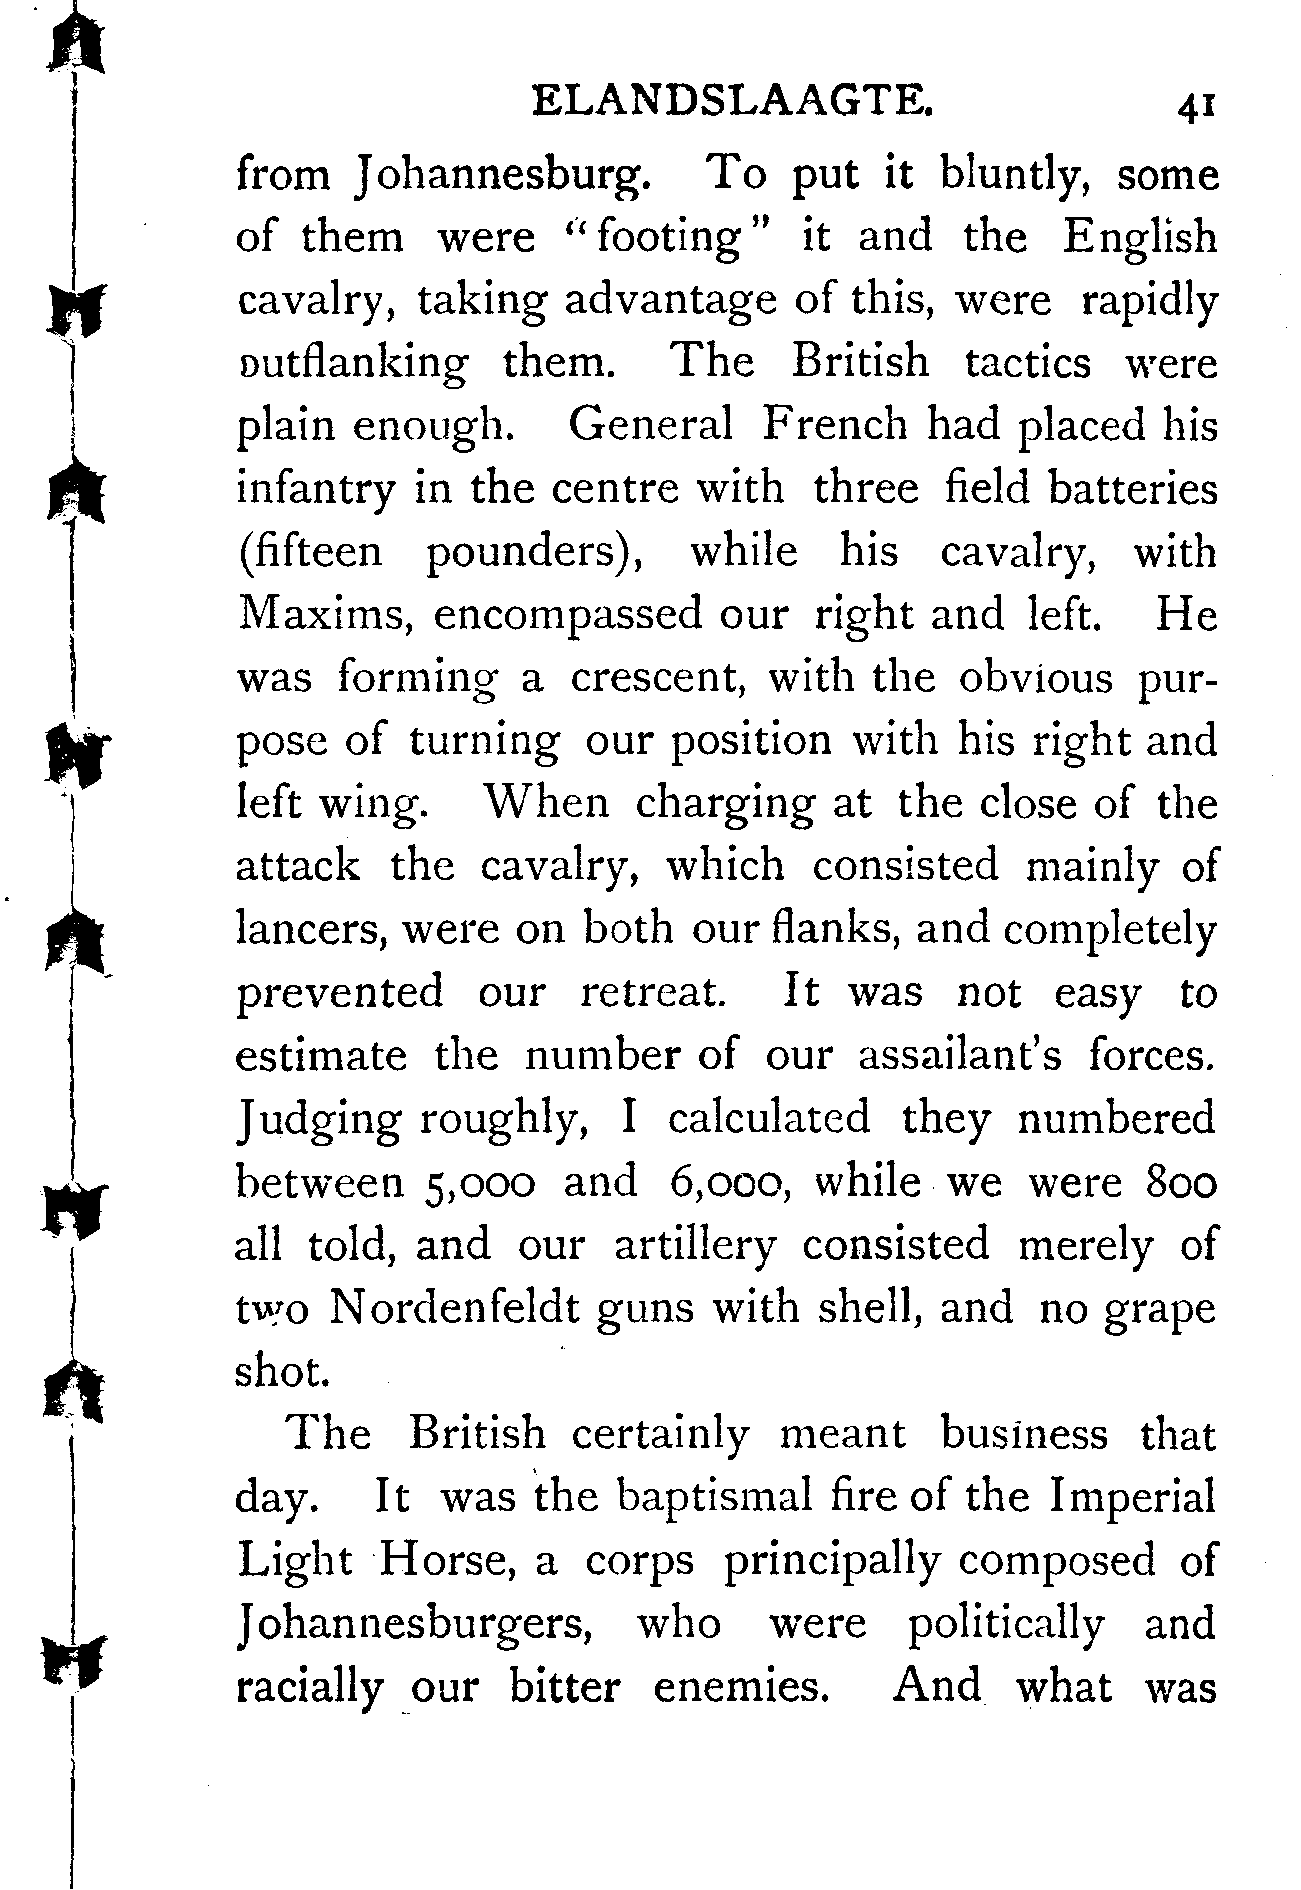 ELANDSLAAGTE. 41
from Johannesburg. To put it bluntly, some
of them were "footing" it and the English
cavalry, taking advantage of this, were rapidly
outflanking them. The British tactics were
plain enough. General French had placed his
infantry in the centre with three field batteries
(fifteen pounders), while his cavalry, with
Maxims, encompassed our right and left. He
was forming a crescent, with the obvious pur-
pose of turning our position with his right and
left wing. When charging at the close of the
attack the cavalry, which consisted mainly of
lancers, were on both our flanks, and completely
prevented our retreat. It was not easy to
estimate the number of our assailant's forces.
Judging roughly, I calculated they numbered
between 5,000 and 6,000, while we were 800
all told, and our artillery consisted merely of
two Nordenfeldt guns with shell, and no grape
shot.
The British certainly meant business that
day. It was the baptismal fire of the Imperial
Light Horse, a corps principally composed of
Johannesburgers, who were politically and
racially our bitter enemies. And what was